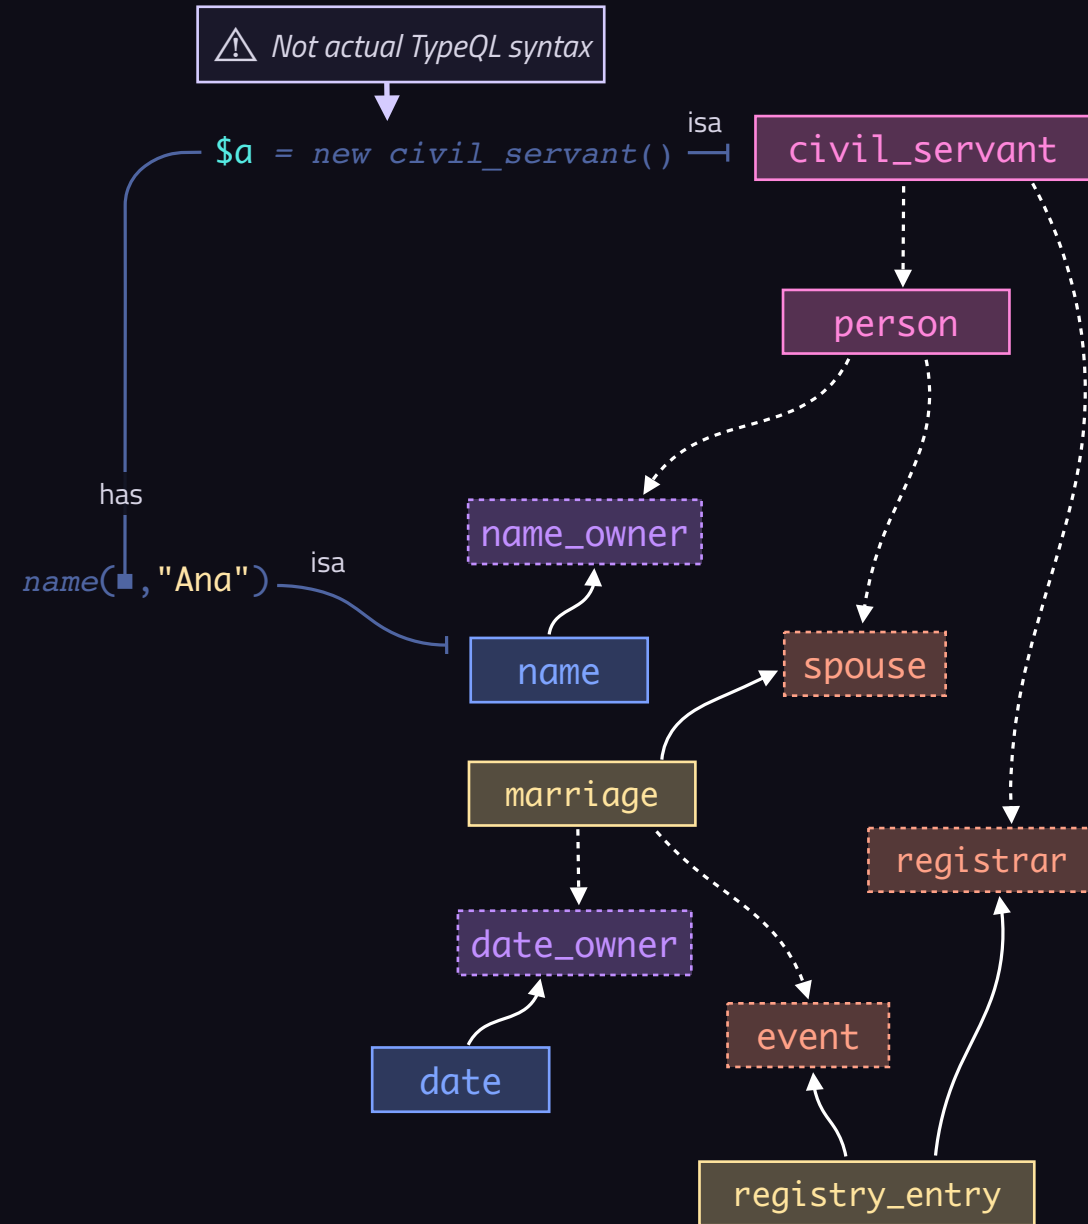 ⚠ Not actual TypeQL syntax
isa
$a = new civil_servant()
civil_servant
person
has
name_owner
isa
name(■,"Ana")
name
spouse
marriage
registrar
date_owner
event
date
registry_entry